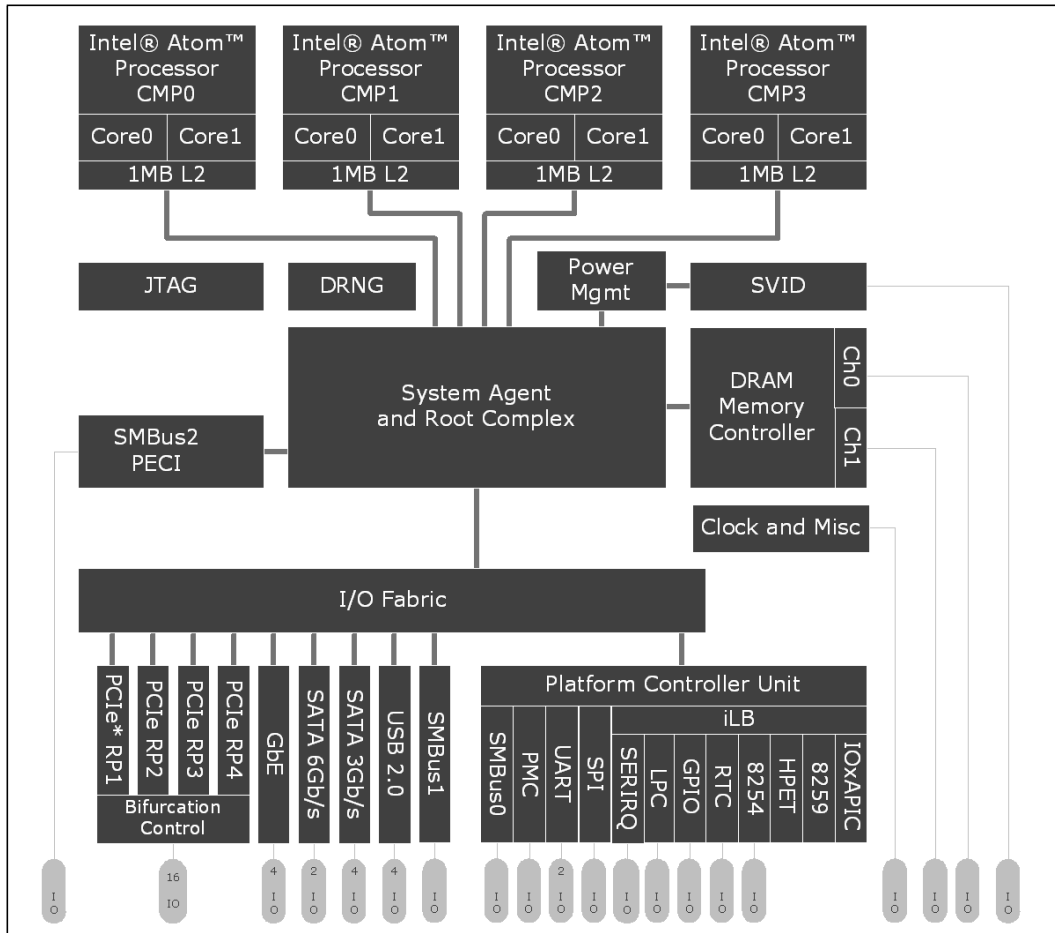 Intel® Atom™
Processor
CMP0
Core0
Core1
1MB L2
Intel® Atom™
Processor
CMP1
Core0
Core1
1MB L2
Intel® Atom™
Processor
CMP2
Core0
Core1
1MB L2
Intel® Atom™
Processor
CMP3
Core0
Core1
1MB L2
JTAG
DRNG
Power
Mgmt
SVID
System Agent
and Root Complex
DRAM
Memory
Controller
Ch0
Ch1
SMBus2
PECI
Clock and Misc
I/O Fabric
PCIe* RP1
PCIe RP2
PCIe RP3
PCIe RP4
Bifurcation
Control
GbE
SATA 6Gb/s
SATA 3Gb/s
USB 2.0
SMBus1
Platform Controller Unit
iLB
SMBus0
PMC
UART
SPI
SERIRQ
LPC
GPIO
RTC
8254
HPET
8259
IOxAPIC
IO
16
IO
4
IO
2
IO
4
IO
4
IO
IO
IO
IO
2
IO
IO
IO
IO
IO
IO
IO
IO
IO
IO
IO